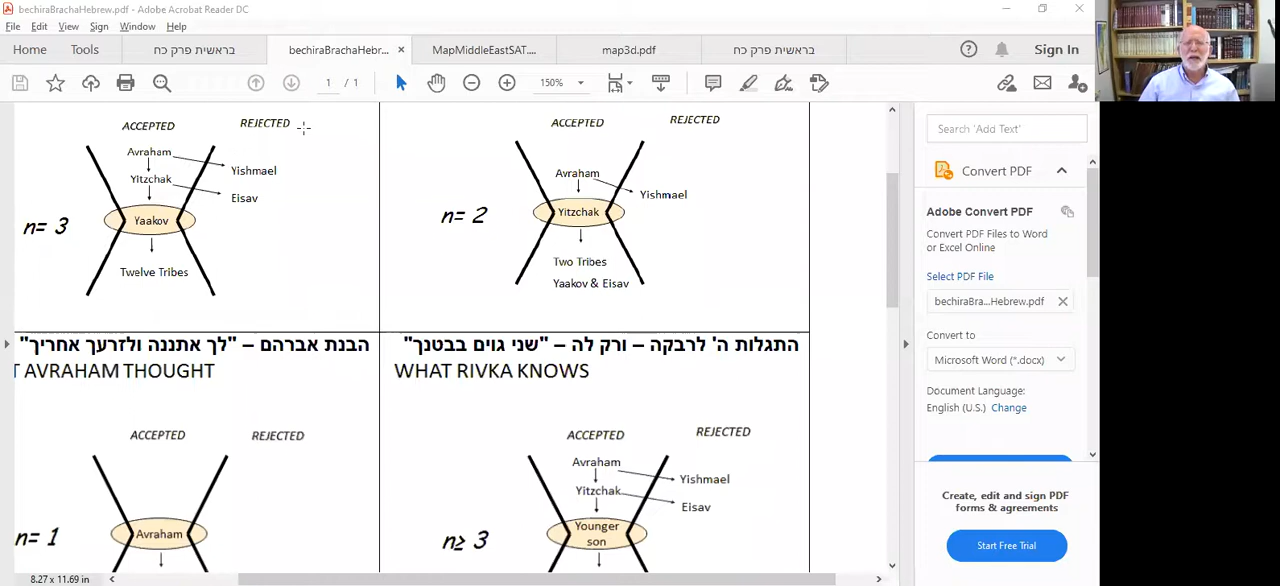 bechiraBrachaHebrew.pdf - Adobe Acrobat Reader DC
File Edit View Sign Window Help
Home Tools בראשית פרק כח bechiraBrachaHebr... × MapMiddleEastSAT.... map3d.pdf בראשית פרק כח Sign In
1 / 1 150%
ACCEPTED REJECTED
Avraham
Yishmael
Yitzchak
Eisav
n= 3
Yaakov
Twelve Tribes
ACCEPTED REJECTED
Avraham
Yishmael
n= 2
Yitzchak
Two Tribes
Yaakov & Eisav
הבנת אברהם – "לך אתננה ולזרעך אחריך"
T AVRAHAM THOUGHT
ACCEPTED REJECTED
n= 1
Avraham
התגלות ה' לרבקה – ורק לה – "שני גוים בבטנך"
WHAT RIVKA KNOWS
ACCEPTED REJECTED
Avraham
Yishmael
Yitzchak
Eisav
n≥ 3
Younger
son
8.27 x 11.69 in
Search 'Add Text'
Convert PDF
Adobe Convert PDF
Convert PDF Files to Word
or Excel Online
Select PDF File
bechiraBra...Hebrew.pdf ×
Convert to
Microsoft Word (*.docx)
Document Language:
English (U.S.) Change
Create, edit and sign PDF
forms & agreements
Start Free Trial